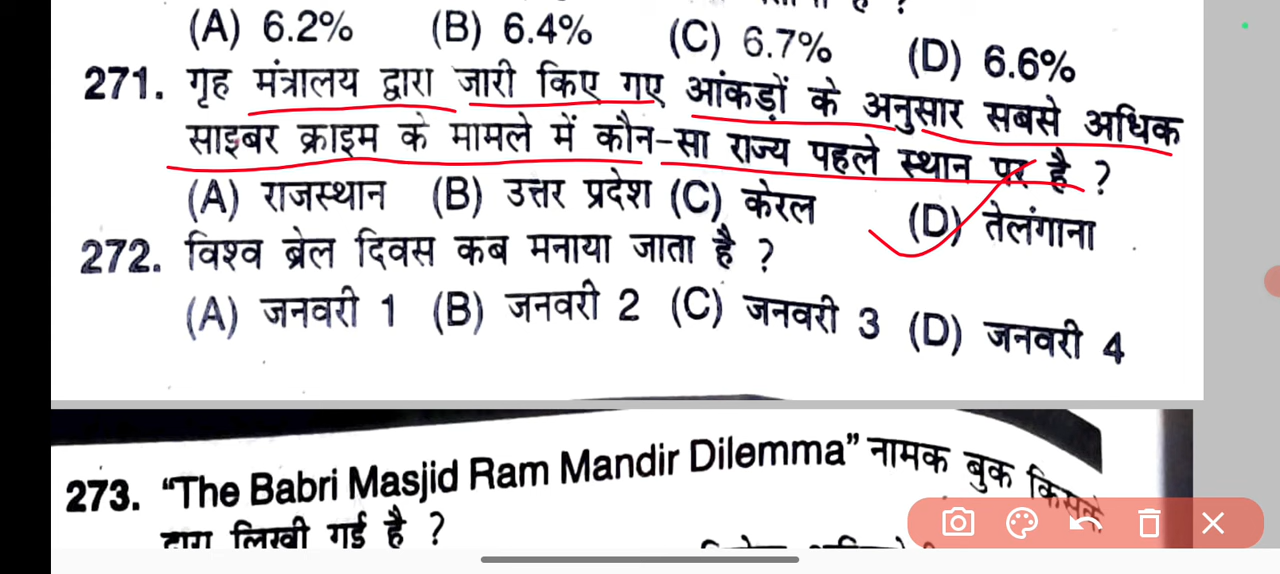 (A) 6.2% (B) 6.4% (C) 6.7% (D) 6.6%
271. गृह मंत्रालय द्वारा जारी किए गए आंकड़ों के अनुसार सबसे अधिक
साइबर क्राइम के मामले में कौन-सा राज्य पहले स्थान पर है ?
(A) राजस्थान (B) उत्तर प्रदेश (C) केरल (D) तेलंगाना
272. विश्व ब्रेल दिवस कब मनाया जाता है ?
(A) जनवरी 1 (B) जनवरी 2 (C) जनवरी 3 (D) जनवरी 4
273. “The Babri Masjid Ram Mandir Dilemma” नामक बुक किसके
द्वारा लिखी गई है ?